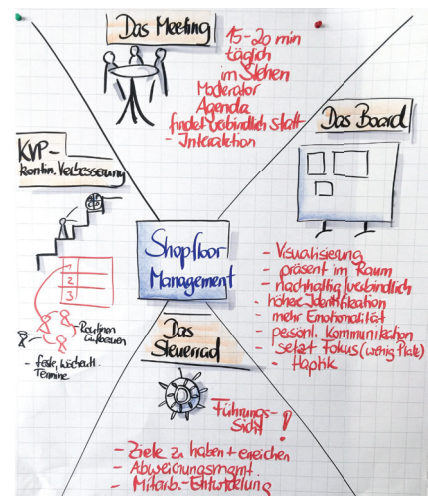 Das Meeting
15-20 min
täglich
im Stehen
Moderator
Agenda
findet verbindlich statt
- Interaktion
Das Board
- Visualisierung
- präsent im Raum
- nachhaltig/verbindlich
- höhere Identifikation
- mehr Emotionalität
- persönl. Kommunikation
- setzt Fokus (wenig Platz)
- Haptik
KVP-
kontin. Verbesserung
1
2
3
- Routinen
aufbauen
- feste, wöchentl.
Termine
Shopfloor
Management
Das
Steuerrad
Führungs-
Sicht !
- Ziele zu haben + erreichen
- Abweichungsmgmt.
- Mitarb.-Entwicklung